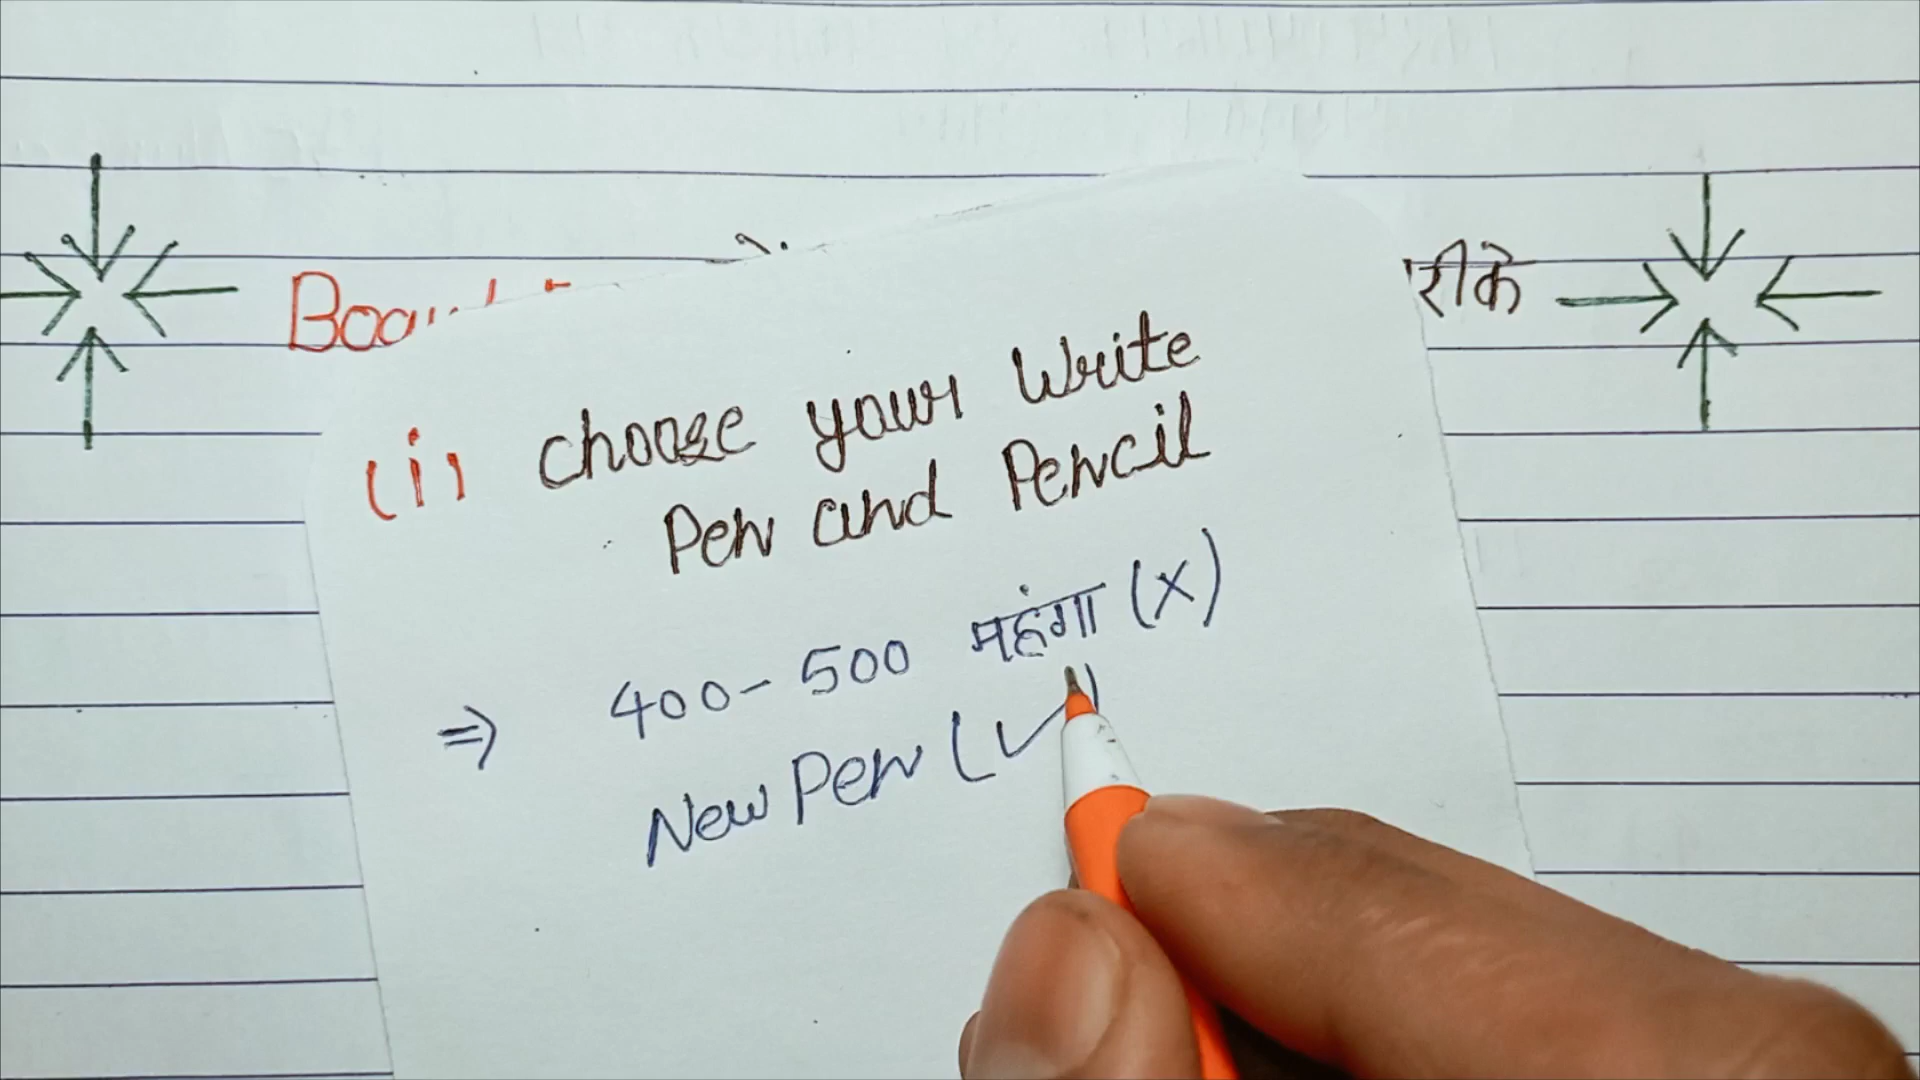 रीके
(i) Choose your Write
Pen and Pencil
⇒ 400-500 महंगा (X)
New Pen (✓)